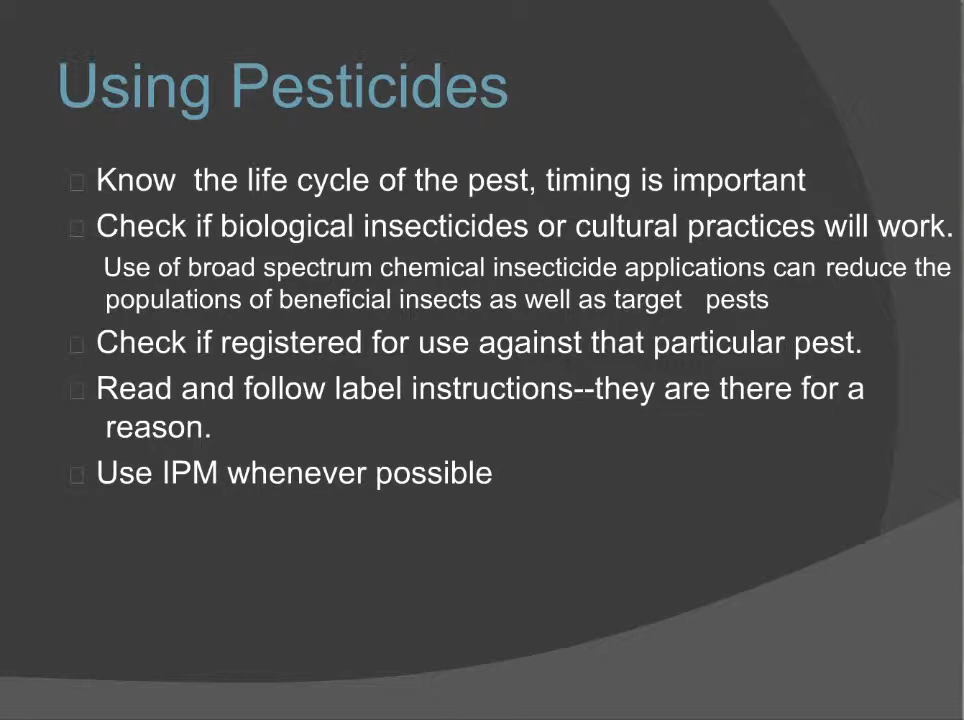 Using Pesticides
Know the life cycle of the pest, timing is important
Check if biological insecticides or cultural practices will work.
Use of broad spectrum chemical insecticide applications can reduce the
populations of beneficial insects as well as target pests
Check if registered for use against that particular pest.
Read and follow label instructions--they are there for a
reason.
Use IPM whenever possible